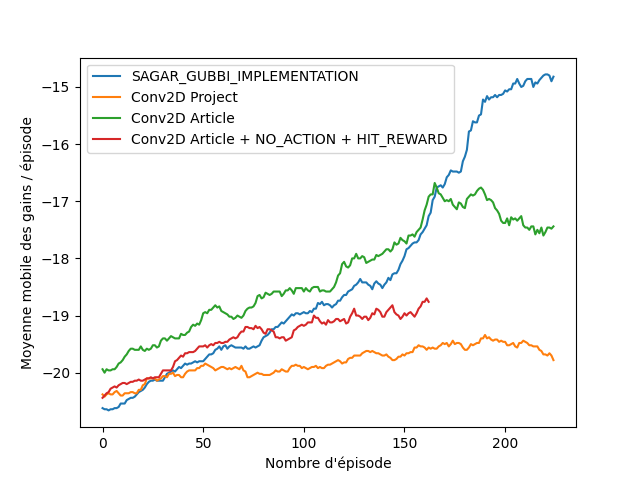 SAGAR_GUBBI_IMPLEMENTATION
Conv2D Project
Conv2D Article
Conv2D Article + NO_ACTION + HIT_REWARD
Moyenne mobile des gains / épisode
−15
−16
−17
−18
−19
−20
0
50
100
150
200
Nombre d'épisode